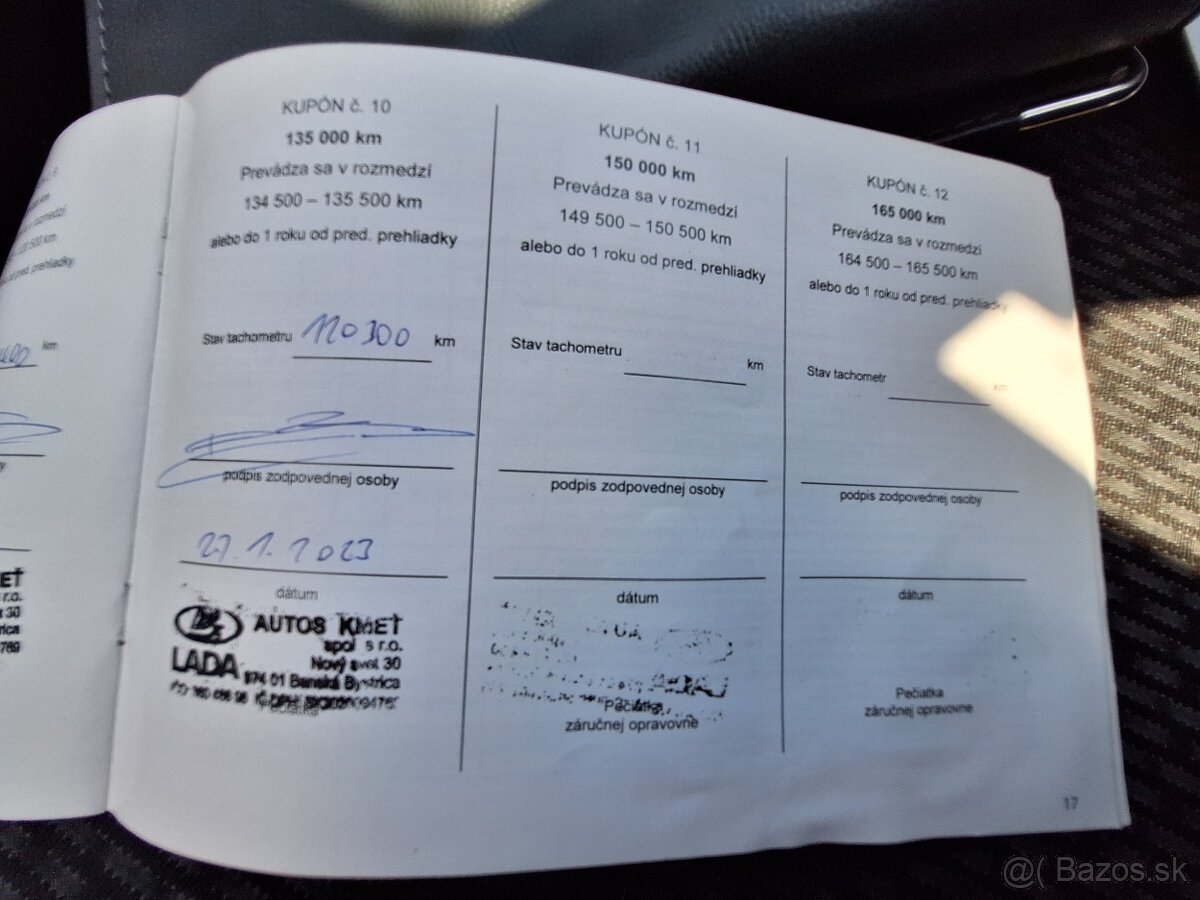 KUPÓN č. 10
135 000 km
Prevádza sa v rozmedzí
134 500 – 135 500 km
alebo do 1 roku od pred. prehliadky
Stav tachometru 120300 km
podpis zodpovednej osoby
27.1.2023
dátum
AUTOS KMEŤ
spol s r.o.
LADA
Nový svet 30
974 01 Banská Bystrica
KUPÓN č. 11
150 000 km
Prevádza sa v rozmedzí
149 500 – 150 500 km
alebo do 1 roku od pred. prehliadky
Stav tachometru km
podpis zodpovednej osoby
dátum
Pečiatka
záručnej opravovne
KUPÓN č. 12
165 000 km
Prevádza sa v rozmedzí
164 500 – 165 500 km
alebo do 1 roku od pred. prehliadky
Stav tachometr km
podpis zodpovednej osoby
dátum
Pečiatka
záručnej opravovne
17
prehliadky
km
@( Bazos.sk